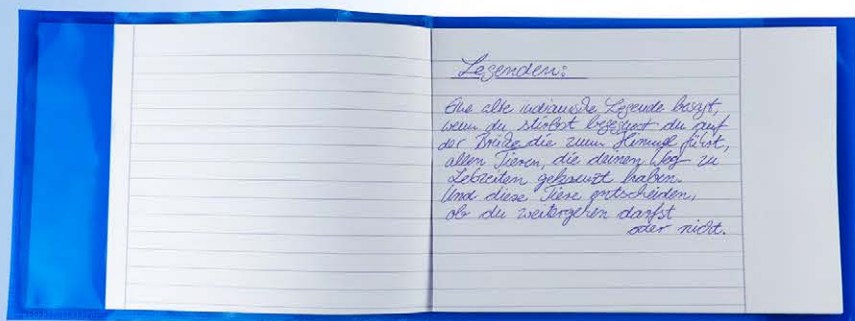 Legenden:
Eine alte indianische Legende besagt,
wenn du stirbst begegnest du auf
der Brücke die zum Himmel führt,
allen Tieren, die deinen Weg zu
Lebzeiten gekreuzt haben.
Und diese Tiere entscheiden,
ob du weitergehen darfst
oder nicht.